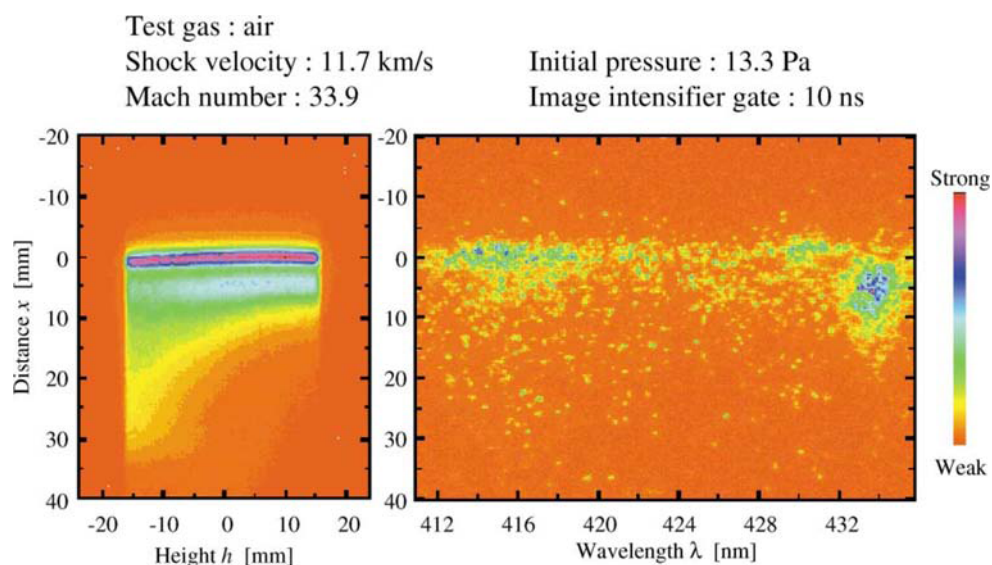 Test gas : air
Shock velocity : 11.7 km/s
Mach number : 33.9
Initial pressure : 13.3 Pa
Image intensifier gate : 10 ns
-20
-10
0
10
20
30
40
Distance x [mm]
-20
-10
0
10
20
Height h [mm]
-20
-10
0
10
20
30
40
412
416
420
424
428
432
Wavelength λ [nm]
Strong
Weak